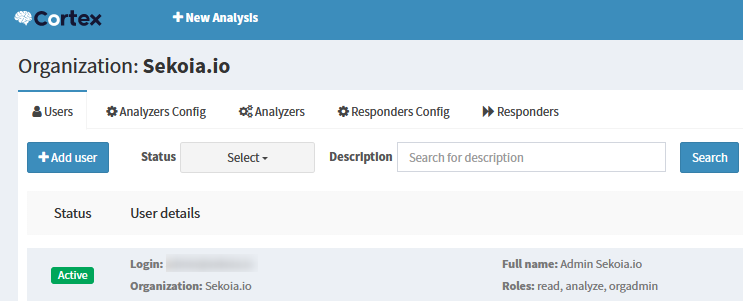 Cortex + New Analysis
Organization: Sekoia.io
Users Analyzers Config Analyzers Responders Config Responders
+ Add user Status Select Description Search for description Search
Status User details
Active Login: Full name: Admin Sekoia.io
Organization: Sekoia.io Roles: read, analyze, orgadmin